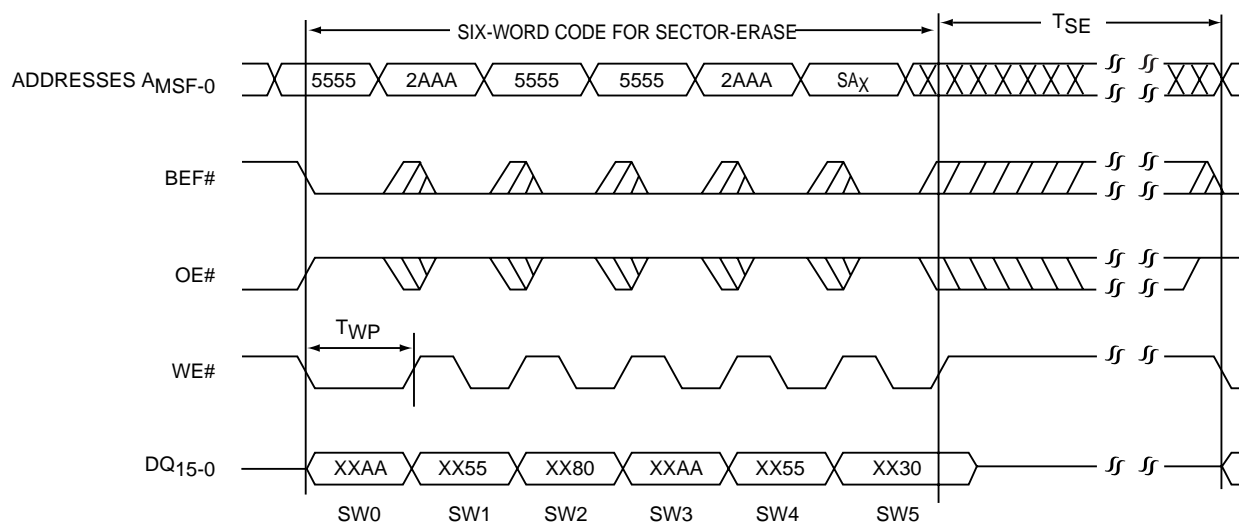 SIX-WORD CODE FOR SECTOR-ERASE TSE
ADDRESSES AMSF-0 5555 2AAA 5555 5555 2AAA SAX
BEF#
OE#
TWP
WE#
DQ15-0 XXAA XX55 XX80 XXAA XX55 XX30
SW0 SW1 SW2 SW3 SW4 SW5